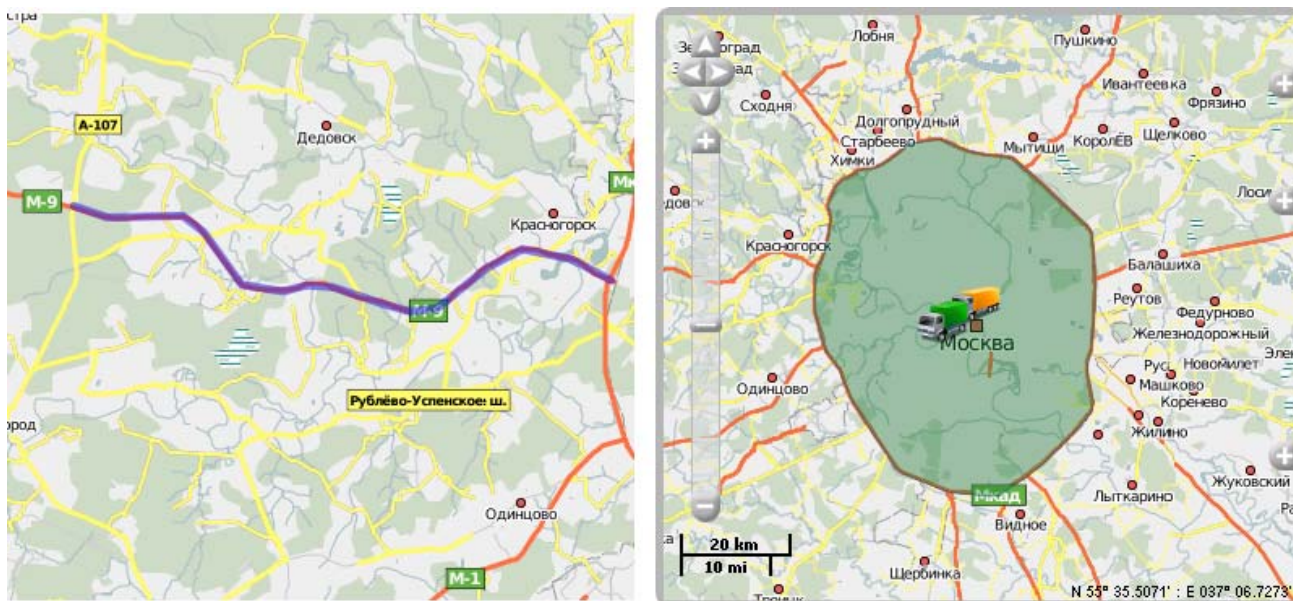 стра
А-107
Дедовск
М-9
Красногорск
М-9
Рублёво-Успенское: ш.
ород
Одинцово
М-1
Лобня
Пушкино
Ивантеевка
Фрязино
Сходня
Долгопрудный
Старбеево
Химки
Мытищи
КоролЁВ
Щелково
Красногорск
Балашиха
Реутов
Федурново
Железнодорожный
Москва
Новомилет
Одинцово
Машково
Коренево
Жилино
Мкад
Лыткарино
Жуковский
Видное
20 km
10 mi
Щербинка
N 55° 35.5071' : E 037° 06.7273'